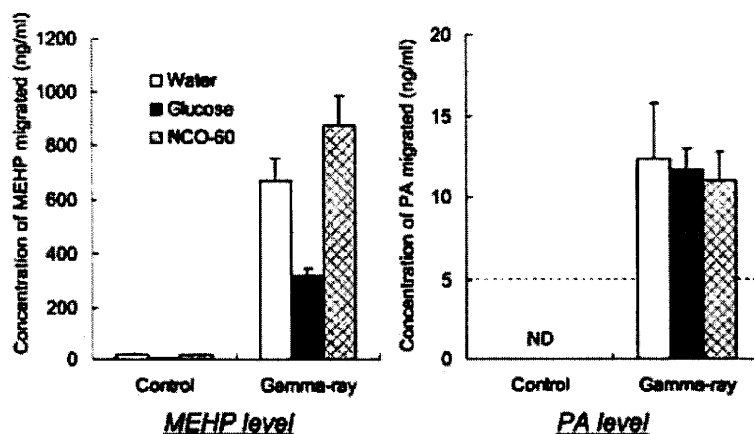 Concentration of MEHP migrated (ng/ml)
1200
1000
800
600
400
200
0
Water
Glucose
NCO-60
Control
Gamma-ray
MEHP level
Concentration of PA migrated (ng/ml)
20
15
10
5
0
ND
Control
Gamma-ray
PA level